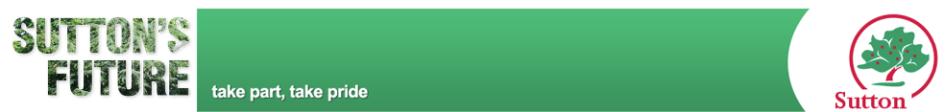 SUTTON'S
FUTURE
take part, take pride
Sutton